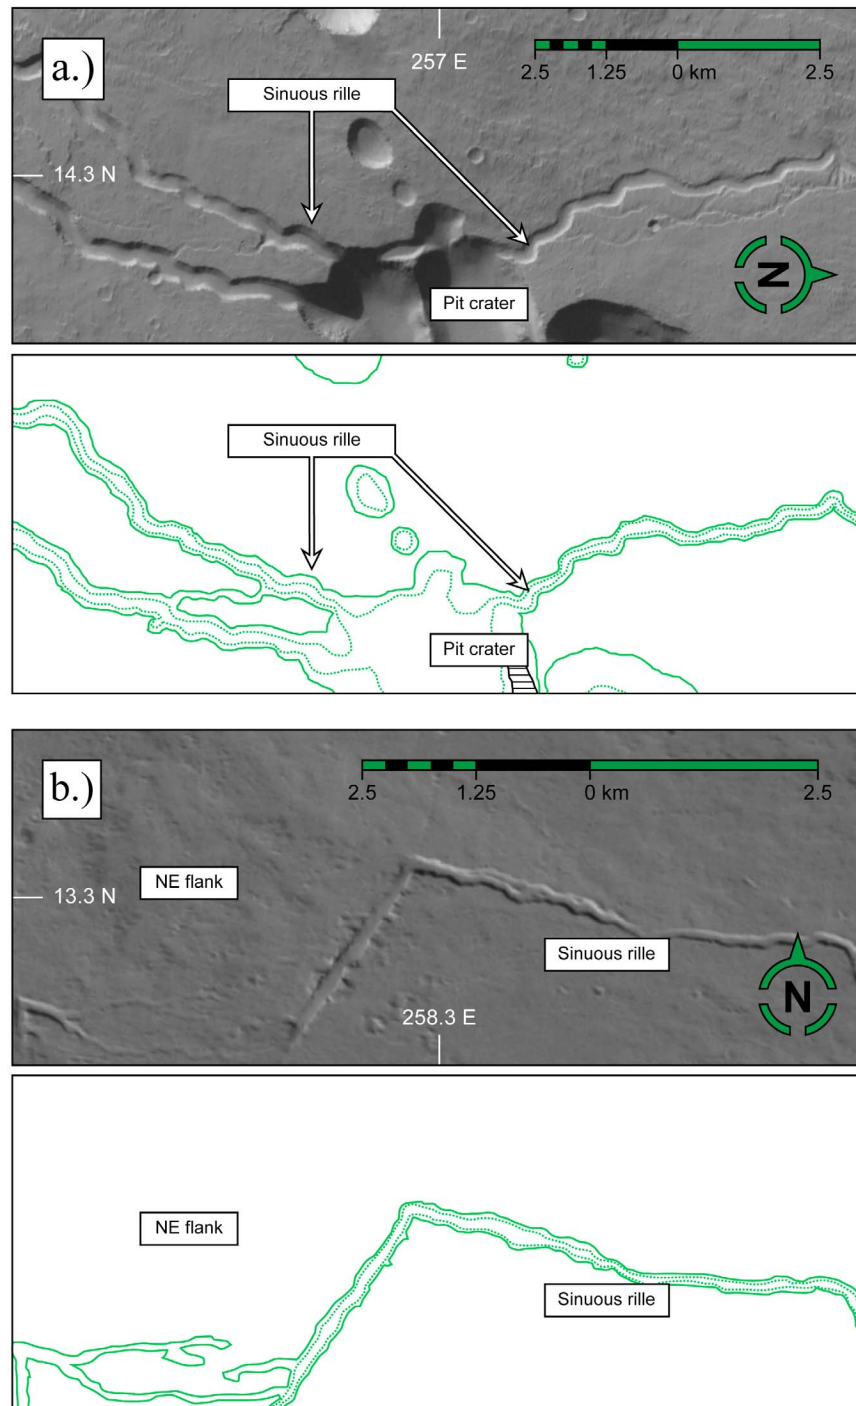 a.)
257 E
2.5
1.25
0 km
2.5
Sinuous rille
14.3 N
N
Pit crater
Sinuous rille
Pit crater
b.)
2.5
1.25
0 km
2.5
NE flank
13.3 N
Sinuous rille
N
258.3 E
NE flank
Sinuous rille